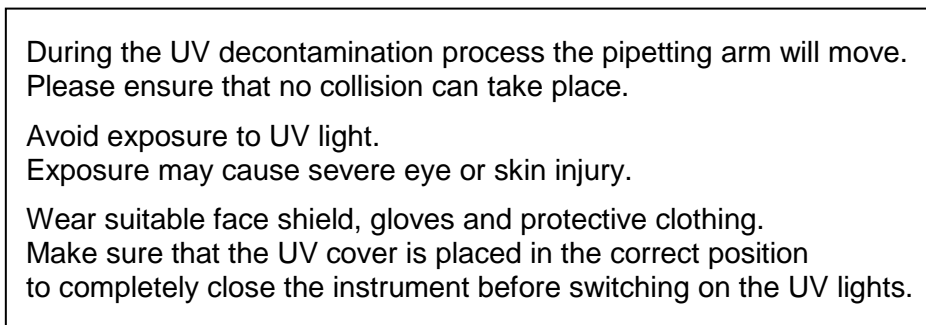 During the UV decontamination process the pipetting arm will move.
Please ensure that no collision can take place.
Avoid exposure to UV light.
Exposure may cause severe eye or skin injury.
Wear suitable face shield, gloves and protective clothing.
Make sure that the UV cover is placed in the correct position
to completely close the instrument before switching on the UV lights.